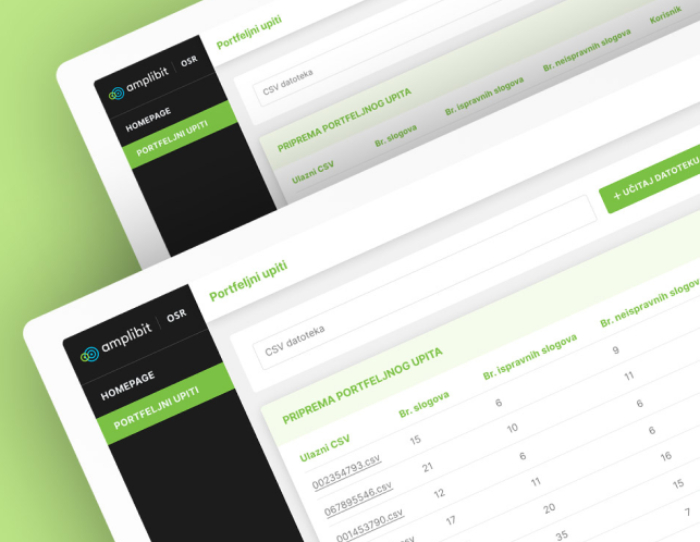 amplibit OSR
HOMEPAGE
PORTFELJNI UPITI
Portfeljni upiti
CSV datoteka
PRIPREMA PORTFELJNOG UPITA
Ulazni CSV Br. slogova Br. ispravnih slogova Br. neispravnih slogova Korisnik
amplibit OSR
HOMEPAGE
PORTFELJNI UPITI
Portfeljni upiti
CSV datoteka + UČITAJ DATOTEKU
PRIPREMA PORTFELJNOG UPITA
Ulazni CSV Br. slogova Br. ispravnih slogova Br. neispravnih slogova
002354793.csv 15 6 9
067895546.csv 21 10 11
001453790.csv 12 6 6
17 11 6
20 16
35 15
7